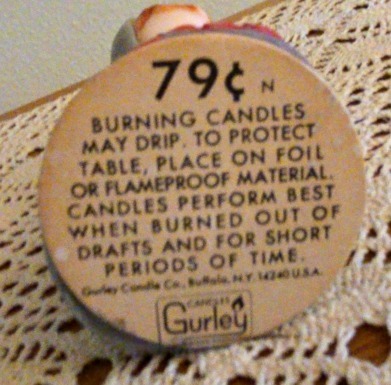 79¢ N
BURNING CANDLES
MAY DRIP. TO PROTECT
TABLE, PLACE ON FOIL
OR FLAMEPROOF MATERIAL.
CANDLES PERFORM BEST
WHEN BURNED OUT OF
DRAFTS AND FOR SHORT
PERIODS OF TIME.
Gurley Candle Co., Buffalo, N.Y. 14240 U.S.A.
CANDLES
Gurley